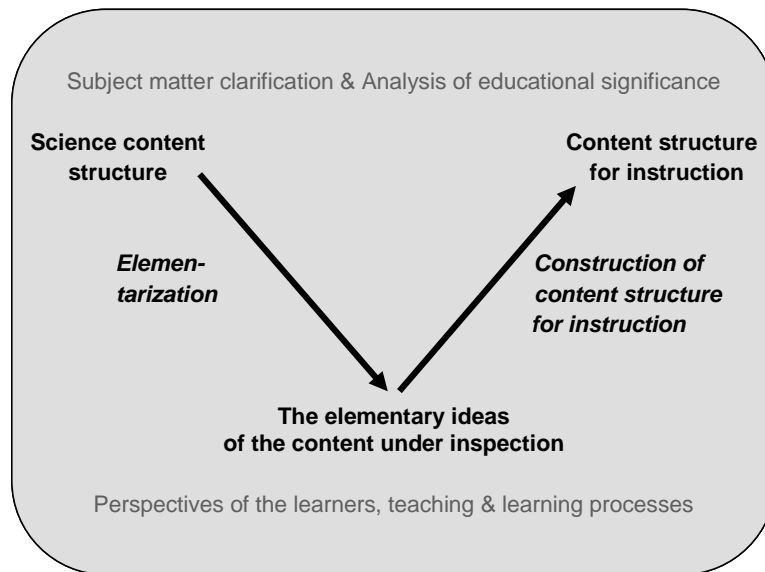 Subject matter clarification & Analysis of educational significance
Science content
structure
Content structure
for instruction
Elemen-
tarization
Construction of
content structure
for instruction
The elementary ideas
of the content under inspection
Perspectives of the learners, teaching & learning processes